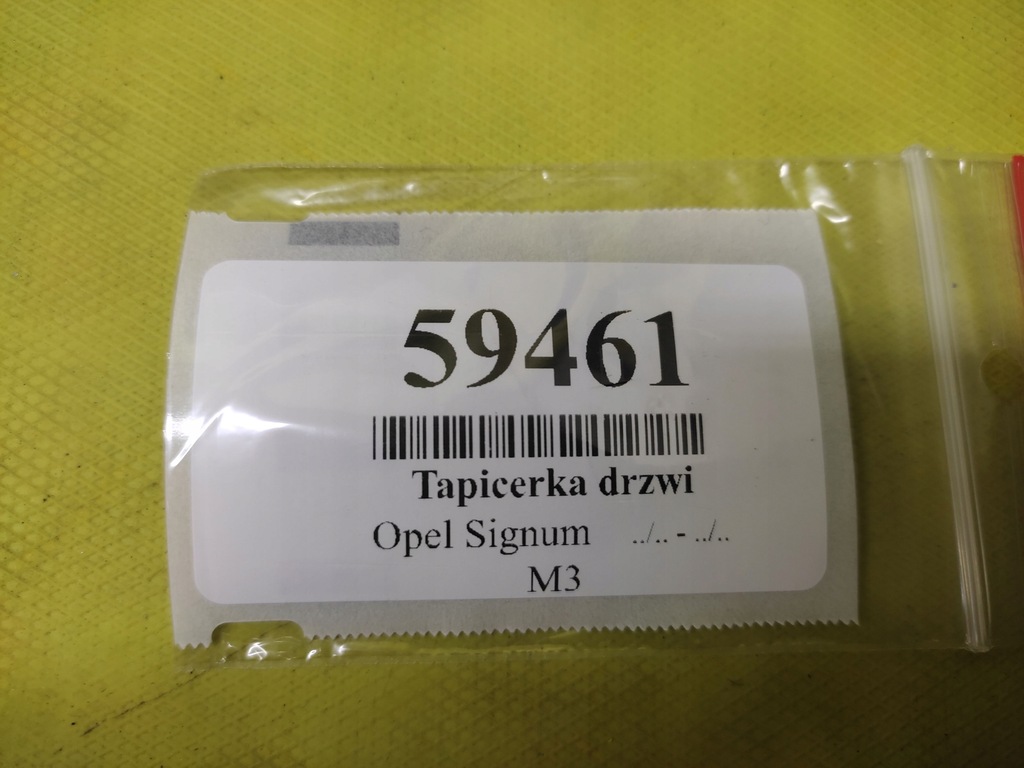 59461
Tapicerka drzwi
Opel Signum ../.. - ../..
M3